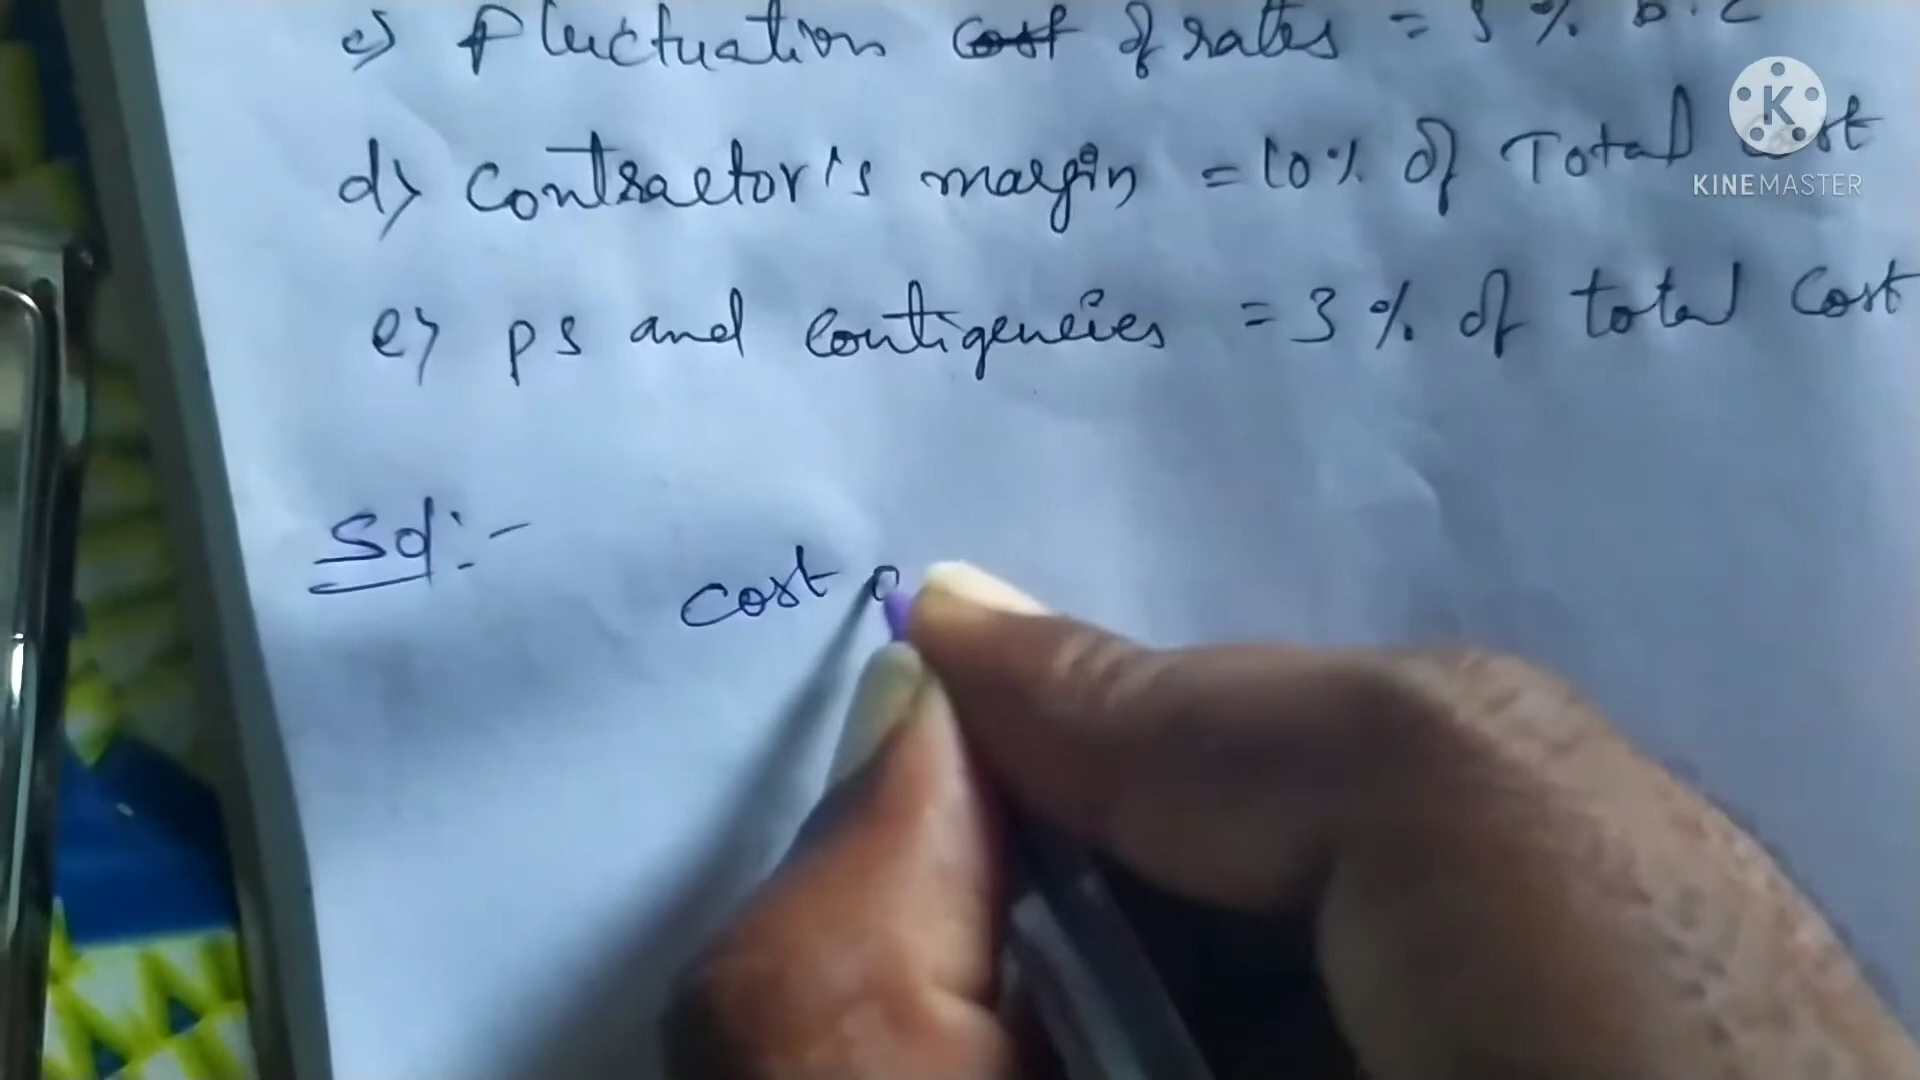 c) Fluctuation of rates = 5 % b.c
d) Contractor's margin = 10% of Total Cost
e) ps and contigencies = 3 % of total Cost
Sol:-
cost o
K
KINEMASTER